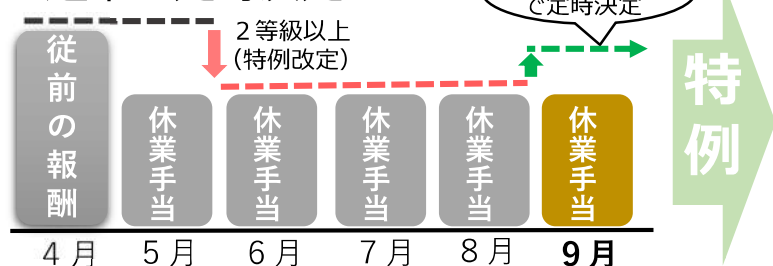 で定時決定
２等級以上
（特例改定）
従前の報酬
休業手当
休業手当
休業手当
休業手当
休業手当
特例
４月
５月
６月
７月
８月
９月